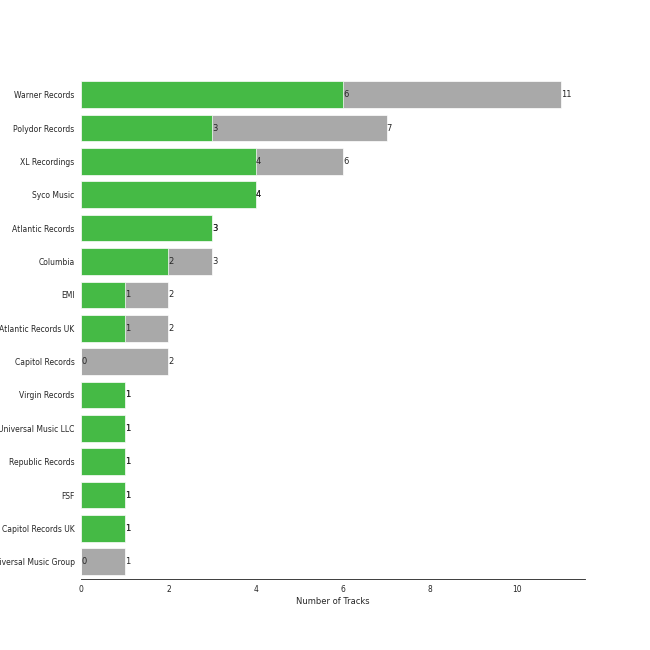 Warner Records 6 11
Polydor Records 3 7
XL Recordings 4 6
Syco Music 4
Atlantic Records 3
Columbia 2 3
EMI 1 2
Atlantic Records UK 1 2
Capitol Records 0 2
Virgin Records 1
Universal Music LLC 1
Republic Records 1
FSF 1
Capitol Records UK 1
iversal Music Group 0 1
0 2 4 6 8 10
Number of Tracks